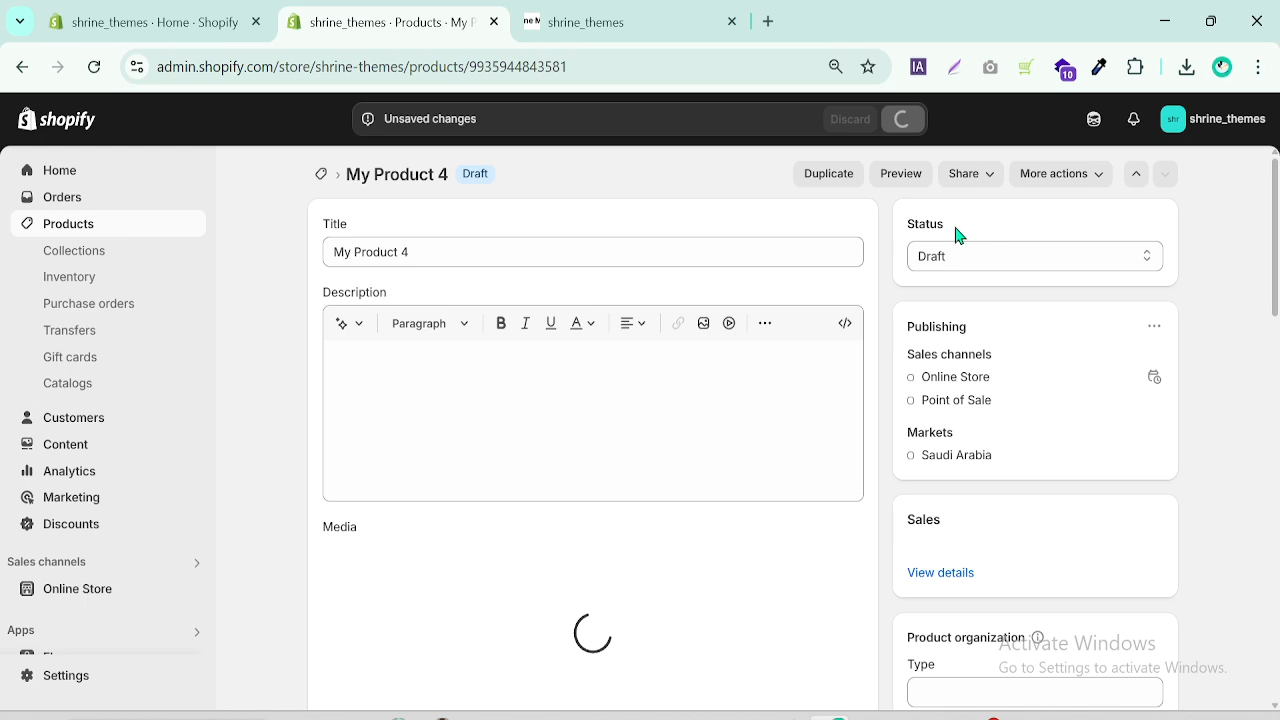 shrine_themes · Home · Shopify
shrine_themes · Products · My P
shrine_themes
admin.shopify.com/store/shrine-themes/products/9935944843581
IA
10
shopify
Unsaved changes
Discard
shr
shrine_themes
Home
Orders
Products
Collections
Inventory
Purchase orders
Transfers
Gift cards
Catalogs
Customers
Content
Analytics
Marketing
Discounts
Sales channels
Online Store
Apps
Settings
My Product 4
Draft
Duplicate
Preview
Share
More actions
Title
My Product 4
Description
Paragraph
B I U A
Media
Status
Draft
Publishing
Sales channels
Online Store
Point of Sale
Markets
Saudi Arabia
Sales
View details
Product organization
Type
Activate Windows
Go to Settings to activate Windows.